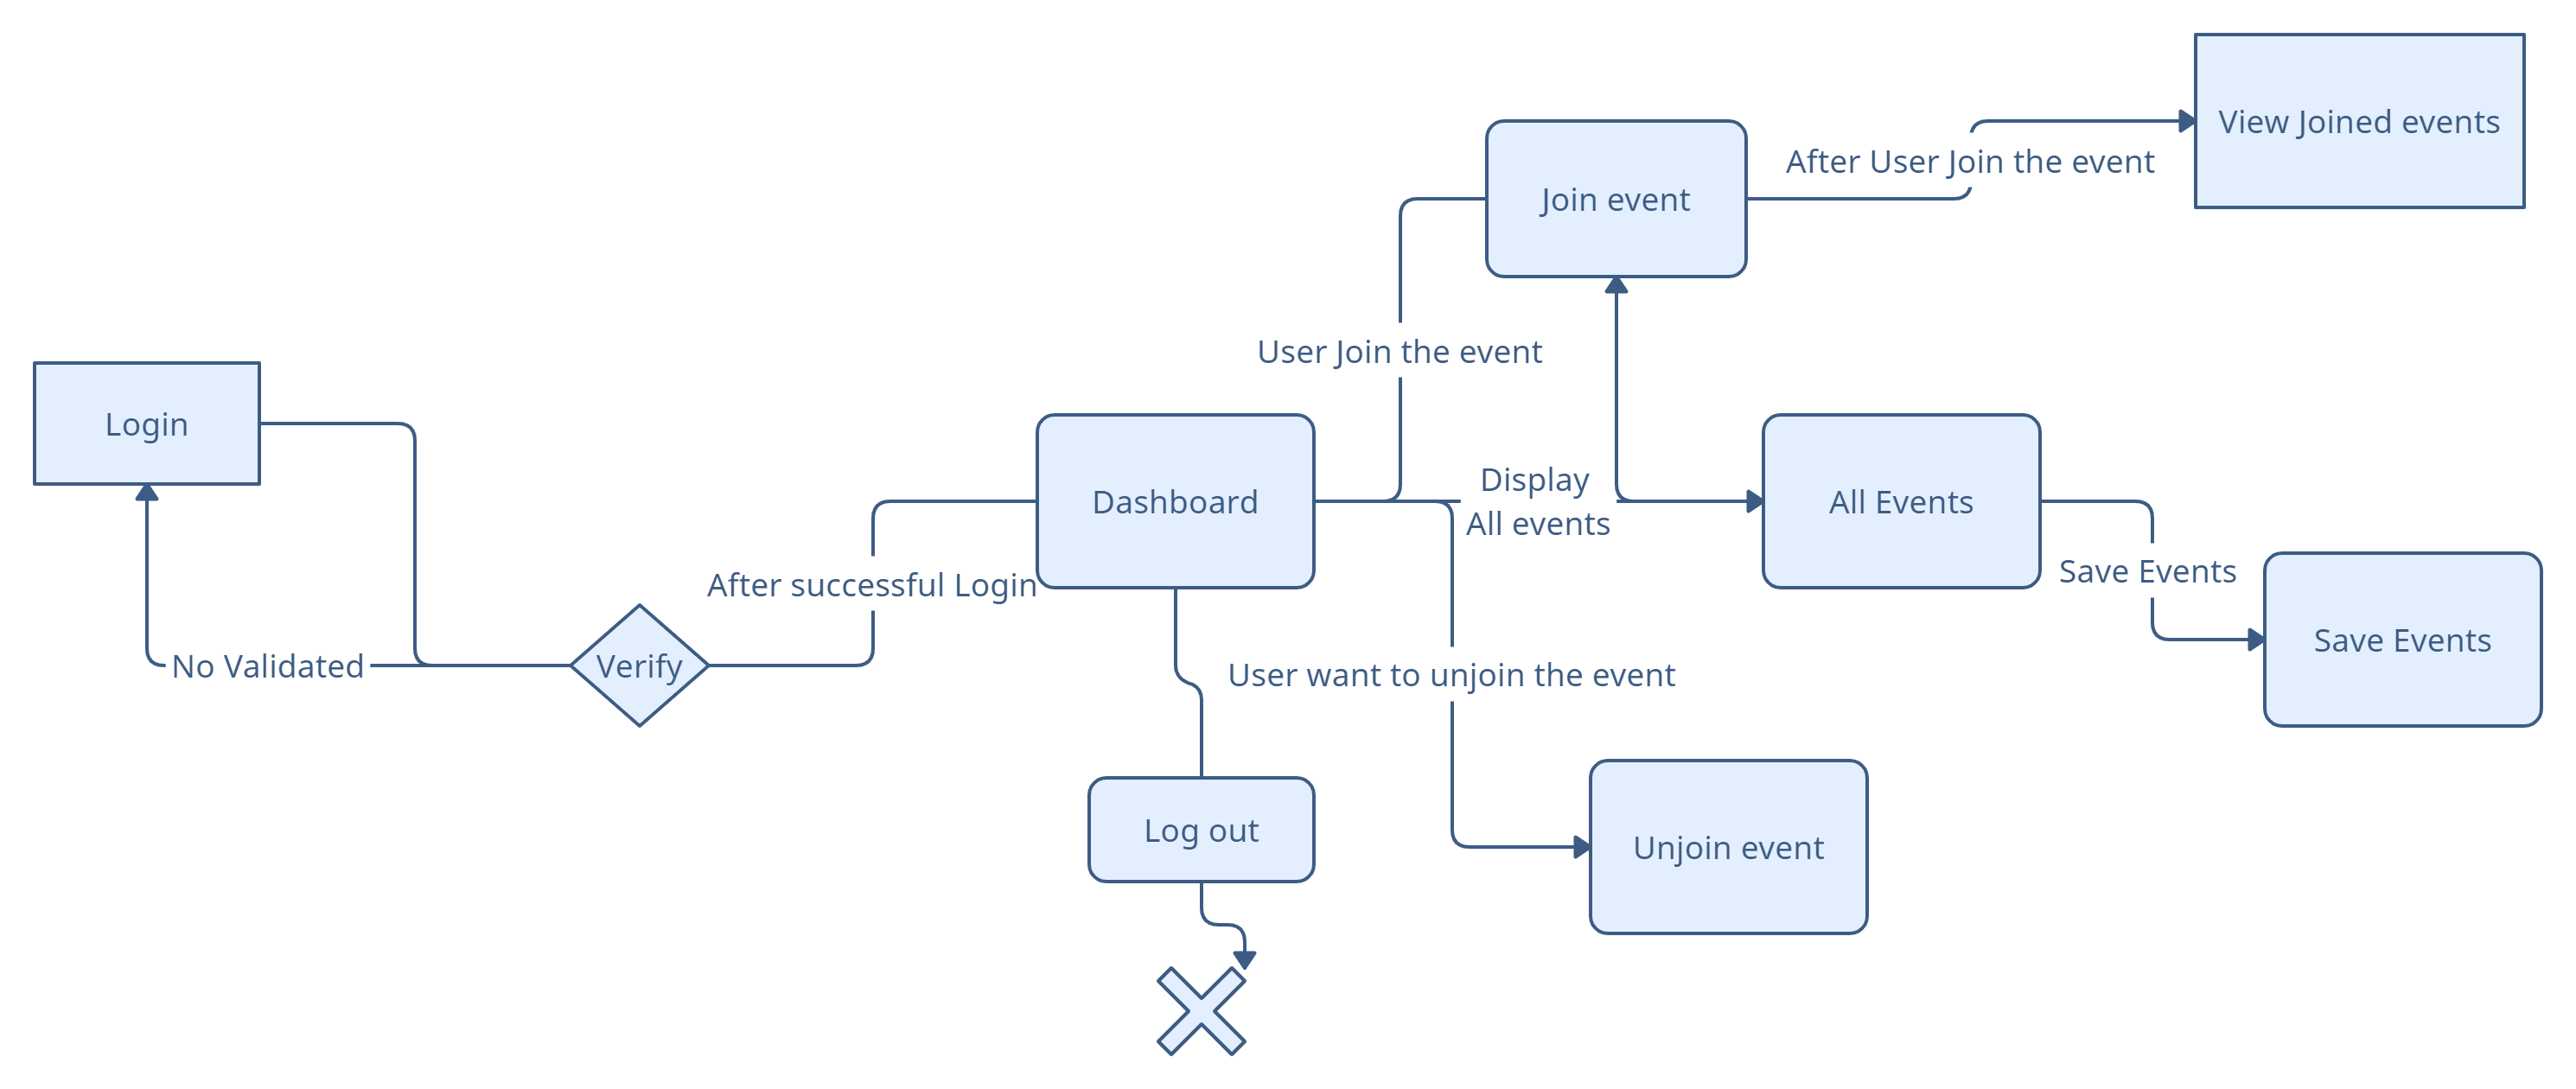 View Joined events
After User Join the event
Join event
User Join the event
Login
Display
All events
Dashboard
All Events
After successful Login
Save Events
Save Events
No Validated
Verify
User want to unjoin the event
Log out
Unjoin event